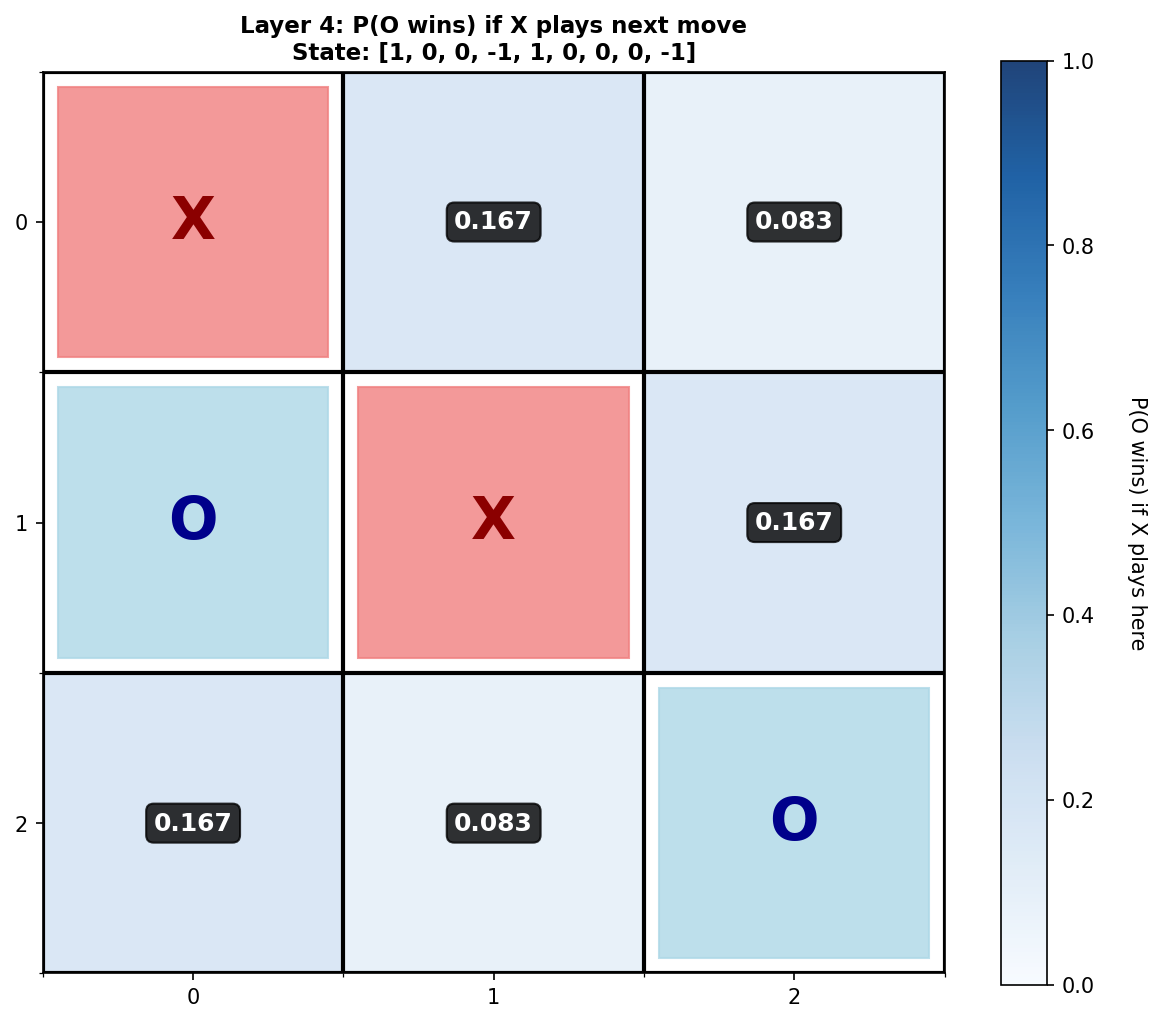 Layer 4: P(O wins) if X plays next move
State: [1, 0, 0, -1, 1, 0, 0, 0, -1]
X
0.167
0.083
O
X
0.167
0.167
0.083
O
0
1
2
0
1
2
1.0
0.8
0.6
0.4
0.2
0.0
P(O wins) if X plays here